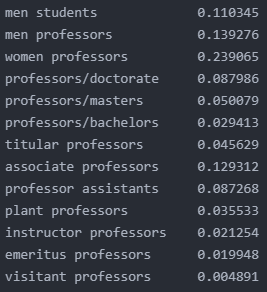 men students 0.110345
men professors 0.139276
women professors 0.239065
professors/doctorate 0.087986
professors/masters 0.050079
professors/bachelors 0.029413
titular professors 0.045629
associate professors 0.129312
professor assistants 0.087268
plant professors 0.035533
instructor professors 0.021254
emeritus professors 0.019948
visitant professors 0.004891